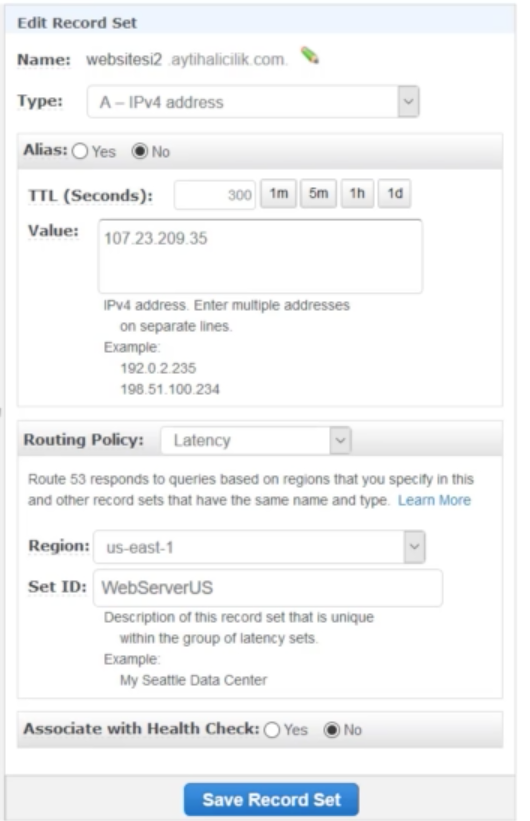 Edit Record Set
Name: websitesi2 .aytihalicilik.com.
Type: A – IPv4 address
Alias: Yes No
TTL (Seconds): 300 1m 5m 1h 1d
Value: 107.23.209.35
IPv4 address. Enter multiple addresses
on separate lines.
Example:
192.0.2.235
198.51.100.234
Routing Policy: Latency
Route 53 responds to queries based on regions that you specify in this
and other record sets that have the same name and type. Learn More
Region: us-east-1
Set ID: WebServerUS
Description of this record set that is unique
within the group of latency sets.
Example:
My Seattle Data Center
Associate with Health Check: Yes No
Save Record Set